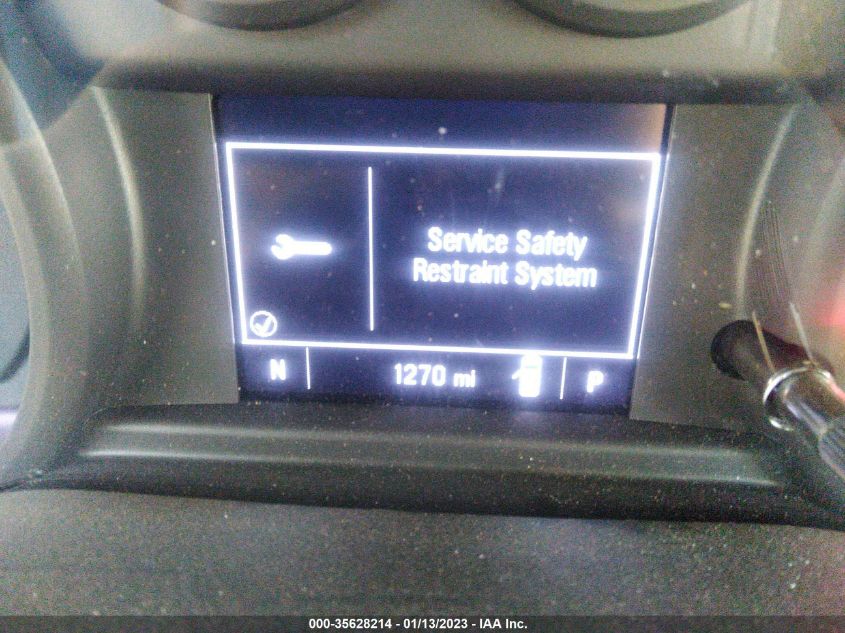 Service Safety
Restraint System
N 1270 mi P
000-35628214 - 01/13/2023 - IAA Inc.